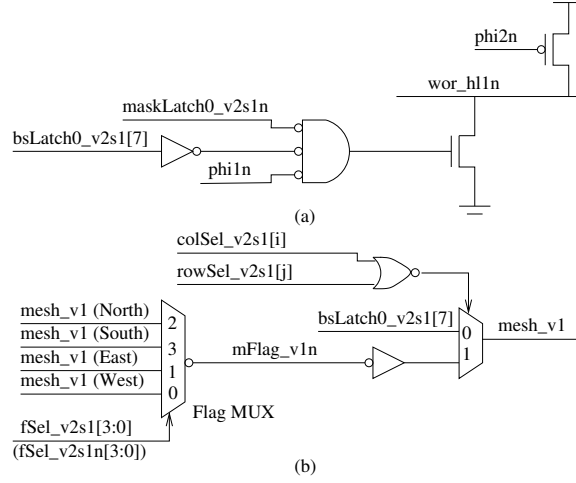 phi2n
wor_hl1n
maskLatch0_v2s1n
bsLatch0_v2s1[7]
phi1n
(a)
colSel_v2s1[i]
rowSel_v2s1[j]
mesh_v1 (North)
mesh_v1 (South)
mesh_v1 (East)
mesh_v1 (West)
2
3
1
0
mFlag_v1n
bsLatch0_v2s1[7]
0
1
mesh_v1
Flag MUX
fSel_v2s1[3:0]
(fSel_v2s1n[3:0])
(b)